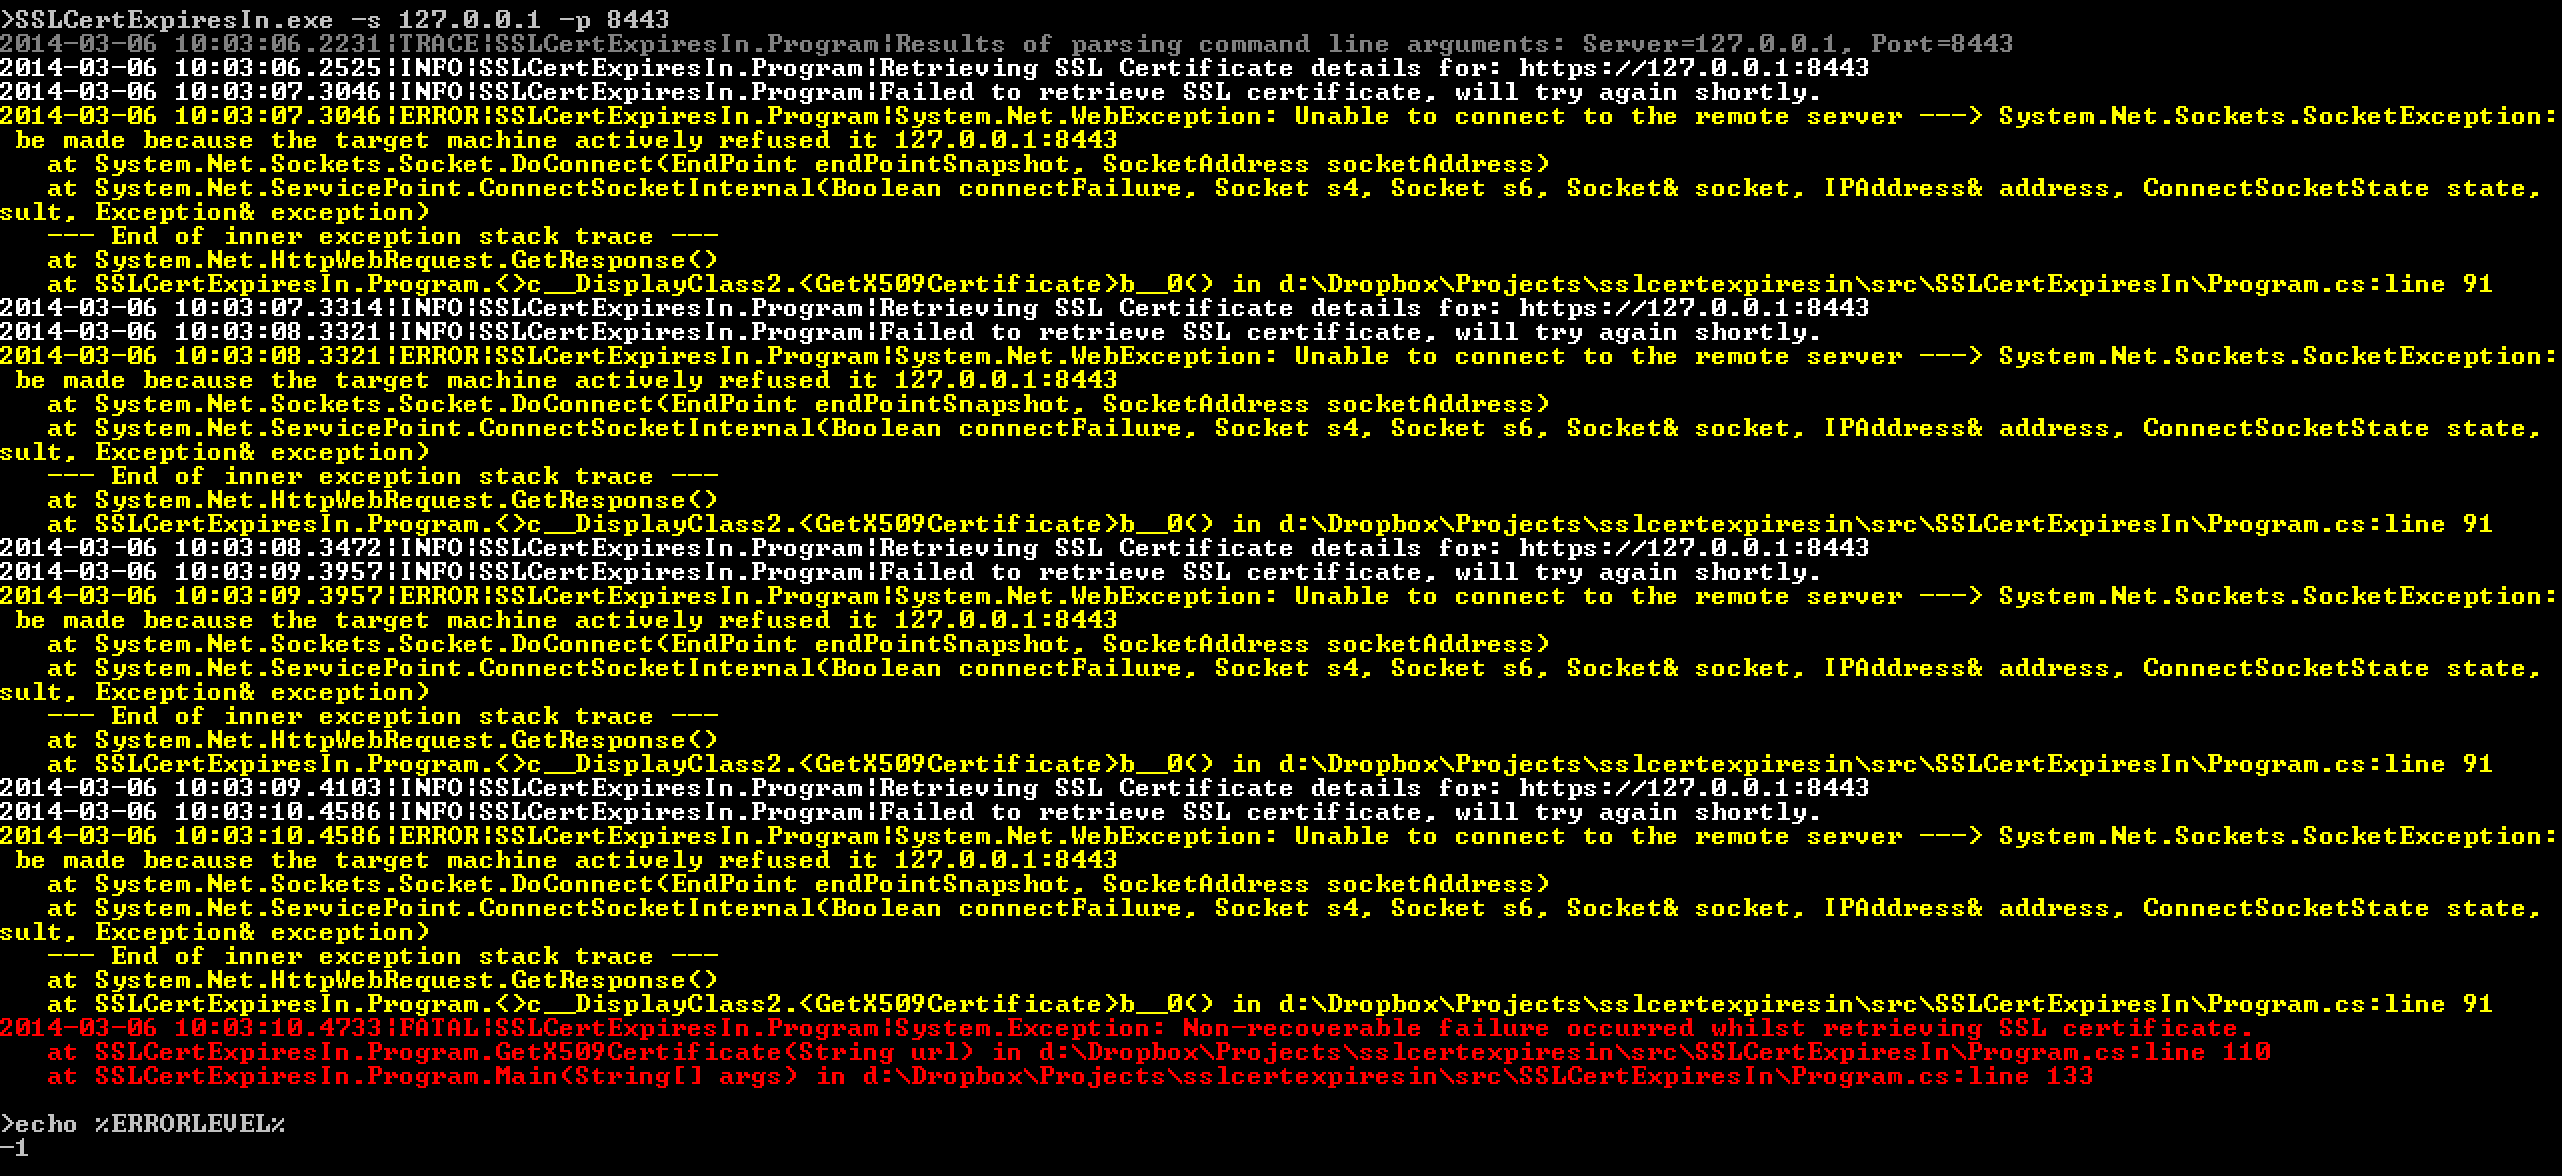 >SSLCertExpiresIn.exe -s 127.0.0.1 -p 8443
2014-03-06 10:03:06.2231|TRACE|SSLCertExpiresIn.Program|Results of parsing command line arguments: Server=127.0.0.1, Port=8443
2014-03-06 10:03:06.2525|INFO|SSLCertExpiresIn.Program|Retrieving SSL Certificate details for: https://127.0.0.1:8443
2014-03-06 10:03:07.3046|INFO|SSLCertExpiresIn.Program|Failed to retrieve SSL certificate, will try again shortly.
2014-03-06 10:03:07.3046|ERROR|SSLCertExpiresIn.Program|System.Net.WebException: Unable to connect to the remote server ---> System.Net.Sockets.SocketException:
 be made because the target machine actively refused it 127.0.0.1:8443
   at System.Net.Sockets.Socket.DoConnect(EndPoint endPointSnapshot, SocketAddress socketAddress)
   at System.Net.ServicePoint.ConnectSocketInternal(Boolean connectFailure, Socket s4, Socket s6, Socket& socket, IPAddress& address, ConnectSocketState state,
sult, Exception& exception)
   --- End of inner exception stack trace ---
   at System.Net.HttpWebRequest.GetResponse()
   at SSLCertExpiresIn.Program.<>c__DisplayClass2.<GetX509Certificate>b__0() in d:\Dropbox\Projects\sslcertexpiresin\src\SSLCertExpiresIn\Program.cs:line 91
2014-03-06 10:03:07.3314|INFO|SSLCertExpiresIn.Program|Retrieving SSL Certificate details for: https://127.0.0.1:8443
2014-03-06 10:03:08.3321|INFO|SSLCertExpiresIn.Program|Failed to retrieve SSL certificate, will try again shortly.
2014-03-06 10:03:08.3321|ERROR|SSLCertExpiresIn.Program|System.Net.WebException: Unable to connect to the remote server ---> System.Net.Sockets.SocketException:
 be made because the target machine actively refused it 127.0.0.1:8443
   at System.Net.Sockets.Socket.DoConnect(EndPoint endPointSnapshot, SocketAddress socketAddress)
   at System.Net.ServicePoint.ConnectSocketInternal(Boolean connectFailure, Socket s4, Socket s6, Socket& socket, IPAddress& address, ConnectSocketState state,
sult, Exception& exception)
   --- End of inner exception stack trace ---
   at System.Net.HttpWebRequest.GetResponse()
   at SSLCertExpiresIn.Program.<>c__DisplayClass2.<GetX509Certificate>b__0() in d:\Dropbox\Projects\sslcertexpiresin\src\SSLCertExpiresIn\Program.cs:line 91
2014-03-06 10:03:08.3472|INFO|SSLCertExpiresIn.Program|Retrieving SSL Certificate details for: https://127.0.0.1:8443
2014-03-06 10:03:09.3957|INFO|SSLCertExpiresIn.Program|Failed to retrieve SSL certificate, will try again shortly.
2014-03-06 10:03:09.3957|ERROR|SSLCertExpiresIn.Program|System.Net.WebException: Unable to connect to the remote server ---> System.Net.Sockets.SocketException:
 be made because the target machine actively refused it 127.0.0.1:8443
   at System.Net.Sockets.Socket.DoConnect(EndPoint endPointSnapshot, SocketAddress socketAddress)
   at System.Net.ServicePoint.ConnectSocketInternal(Boolean connectFailure, Socket s4, Socket s6, Socket& socket, IPAddress& address, ConnectSocketState state,
sult, Exception& exception)
   --- End of inner exception stack trace ---
   at System.Net.HttpWebRequest.GetResponse()
   at SSLCertExpiresIn.Program.<>c__DisplayClass2.<GetX509Certificate>b__0() in d:\Dropbox\Projects\sslcertexpiresin\src\SSLCertExpiresIn\Program.cs:line 91
2014-03-06 10:03:09.4103|INFO|SSLCertExpiresIn.Program|Retrieving SSL Certificate details for: https://127.0.0.1:8443
2014-03-06 10:03:10.4586|INFO|SSLCertExpiresIn.Program|Failed to retrieve SSL certificate, will try again shortly.
2014-03-06 10:03:10.4586|ERROR|SSLCertExpiresIn.Program|System.Net.WebException: Unable to connect to the remote server ---> System.Net.Sockets.SocketException:
 be made because the target machine actively refused it 127.0.0.1:8443
   at System.Net.Sockets.Socket.DoConnect(EndPoint endPointSnapshot, SocketAddress socketAddress)
   at System.Net.ServicePoint.ConnectSocketInternal(Boolean connectFailure, Socket s4, Socket s6, Socket& socket, IPAddress& address, ConnectSocketState state,
sult, Exception& exception)
   --- End of inner exception stack trace ---
   at System.Net.HttpWebRequest.GetResponse()
   at SSLCertExpiresIn.Program.<>c__DisplayClass2.<GetX509Certificate>b__0() in d:\Dropbox\Projects\sslcertexpiresin\src\SSLCertExpiresIn\Program.cs:line 91
2014-03-06 10:03:10.4733|FATAL|SSLCertExpiresIn.Program|System.Exception: Non-recoverable failure occurred whilst retrieving SSL certificate.
   at SSLCertExpiresIn.Program.GetX509Certificate(String url) in d:\Dropbox\Projects\sslcertexpiresin\src\SSLCertExpiresIn\Program.cs:line 110
   at SSLCertExpiresIn.Program.Main(String[] args) in d:\Dropbox\Projects\sslcertexpiresin\src\SSLCertExpiresIn\Program.cs:line 133
>echo %ERRORLEVEL%
-1